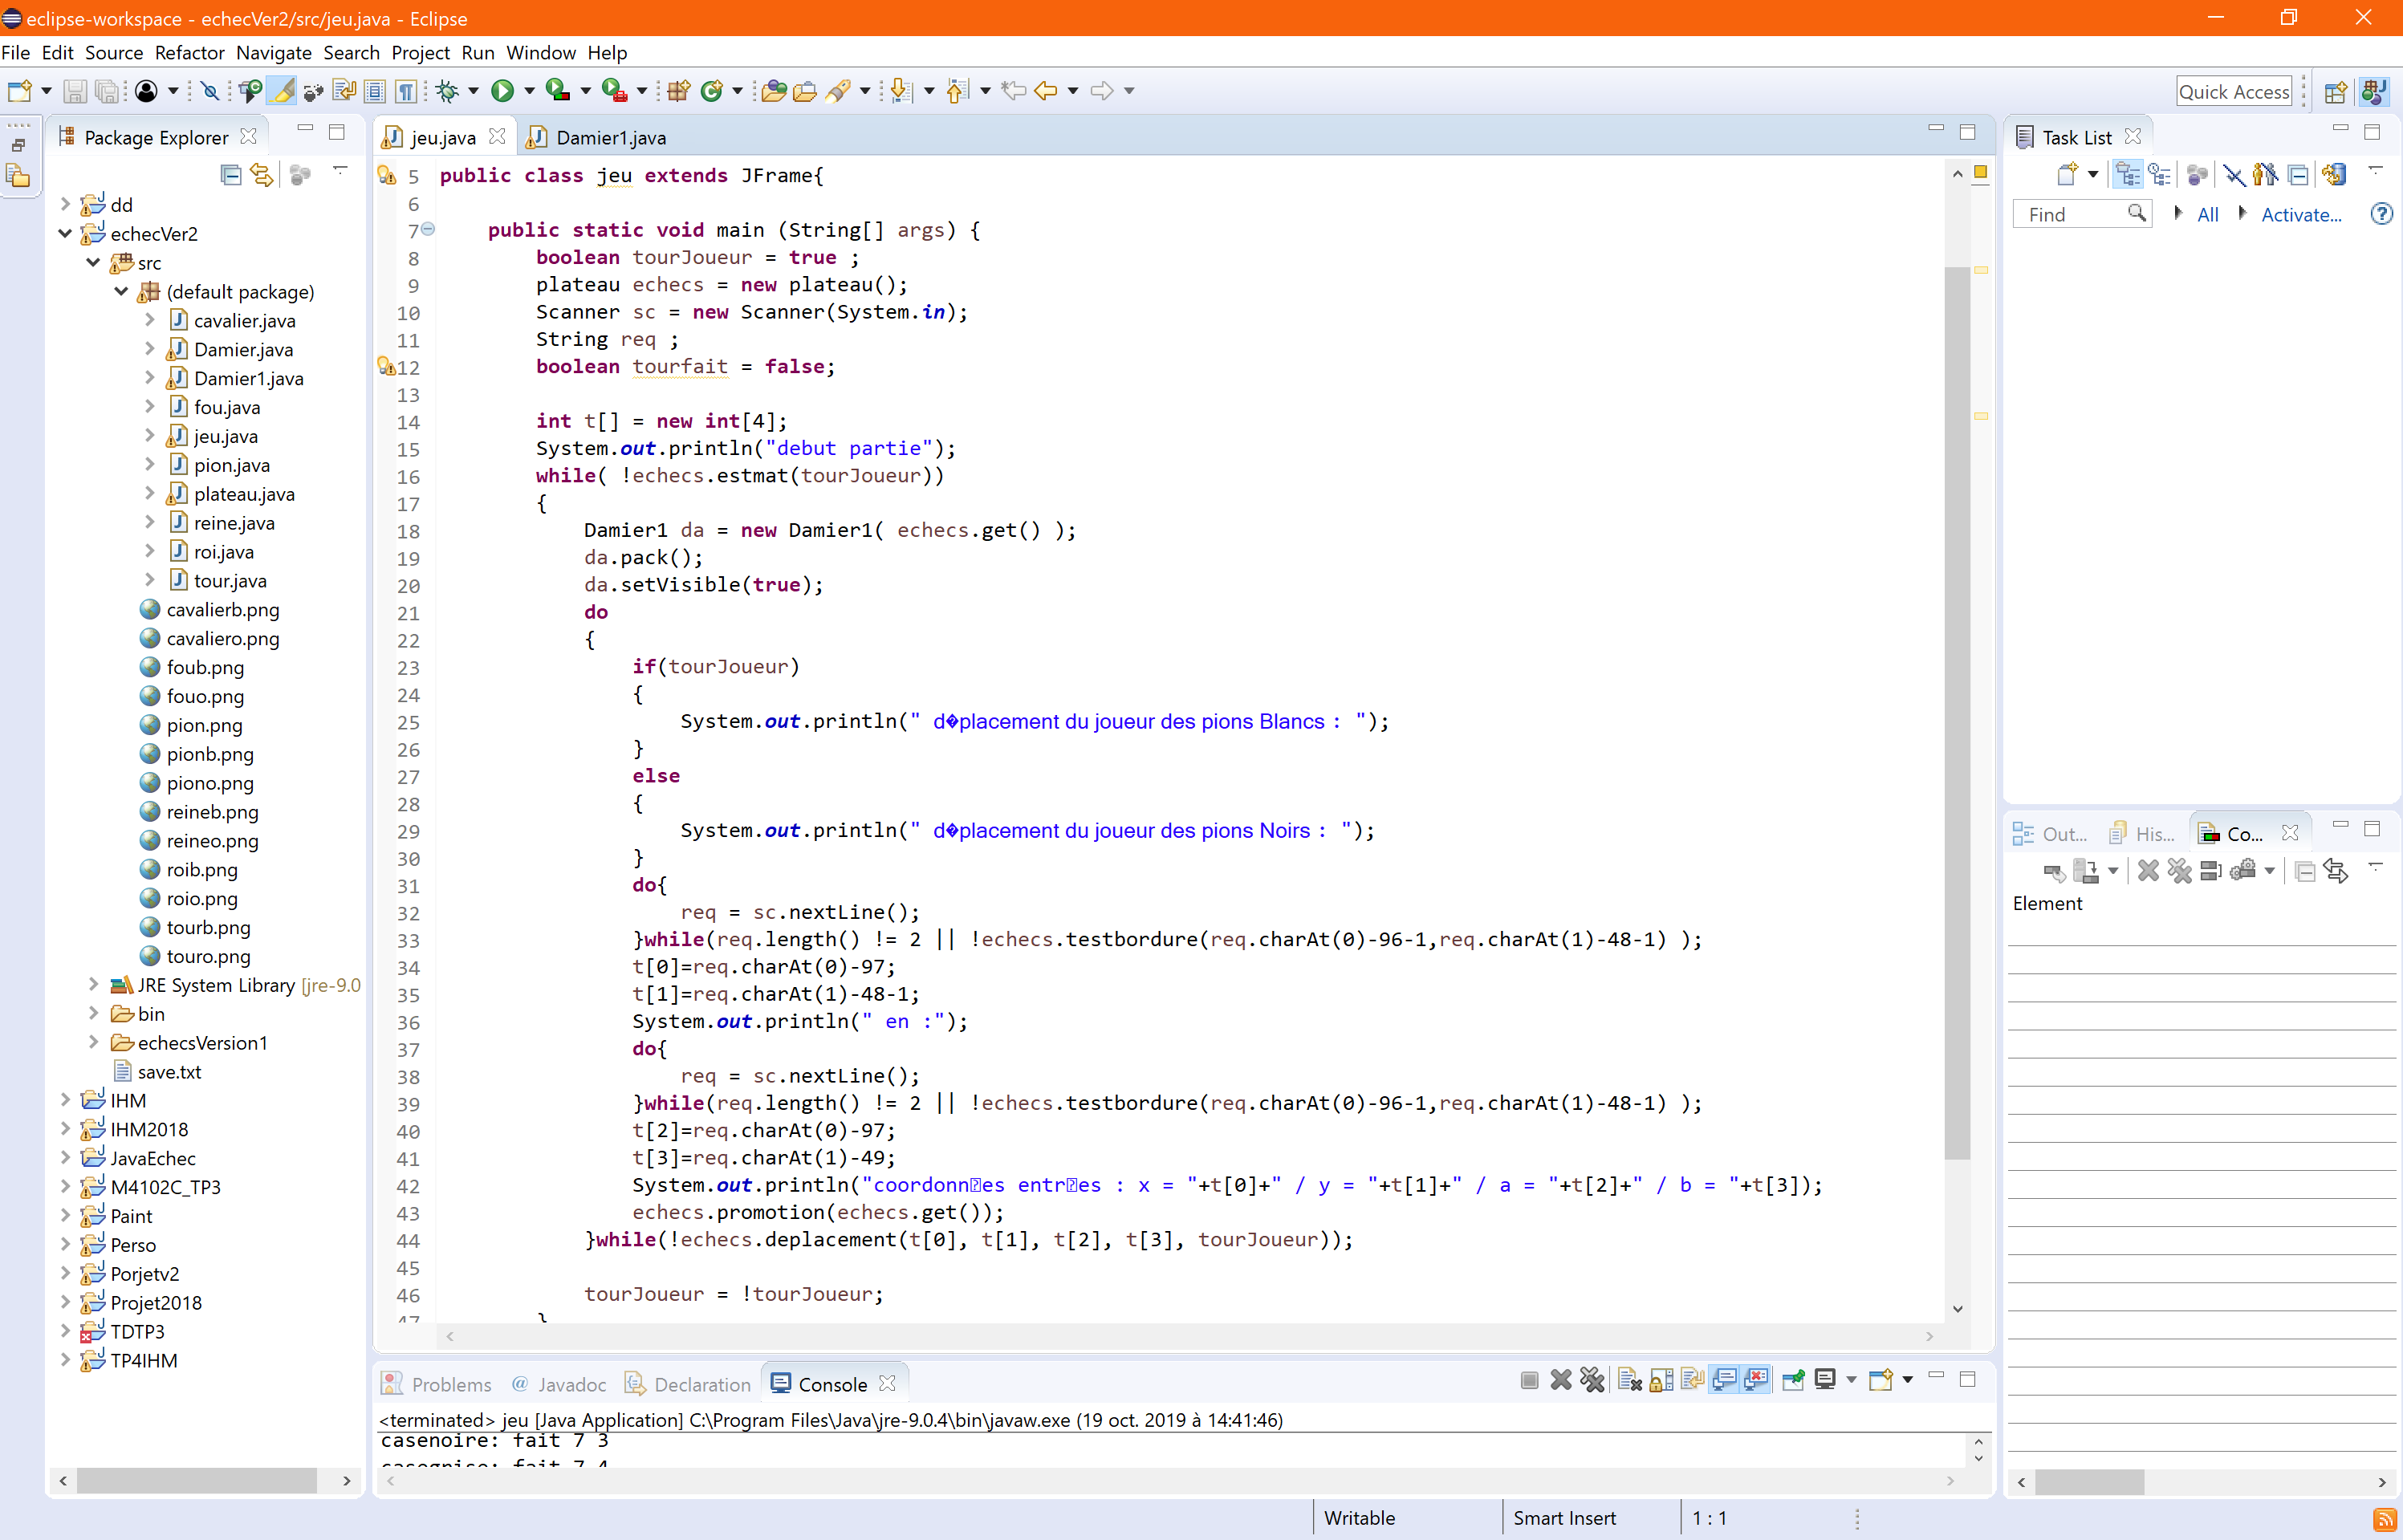 eclipse-workspace - echecVer2/src/jeu.java - Eclipse
File Edit Source Refactor Navigate Search Project Run Window Help
Quick Access
Package Explorer
dd
echecVer2
src
(default package)
cavalier.java
Damier.java
Damier1.java
fou.java
jeu.java
pion.java
plateau.java
reine.java
roi.java
tour.java
cavalierb.png
cavaliero.png
foub.png
fouo.png
pion.png
pionb.png
piono.png
reineb.png
reineo.png
roib.png
roio.png
tourb.png
touro.png
JRE System Library [jre-9.0
bin
echecsVersion1
save.txt
IHM
IHM2018
JavaEchec
M4102C_TP3
Paint
Perso
Porjetv2
Projet2018
TDTP3
TP4IHM
jeu.java
Damier1.java
5 public class jeu extends JFrame{
6
7 public static void main (String[] args) {
8 boolean tourJoueur = true ;
9 plateau echecs = new plateau();
10 Scanner sc = new Scanner(System.in);
11 String req ;
12 boolean tourfait = false;
13
14 int t[] = new int[4];
15 System.out.println("debut partie");
16 while( !echecs.estmat(tourJoueur))
17 {
18 Damier1 da = new Damier1( echecs.get() );
19 da.pack();
20 da.setVisible(true);
21 do
22 {
23 if(tourJoueur)
24 {
25 System.out.println(" d�placement du joueur des pions Blancs : ");
26 }
27 else
28 {
29 System.out.println(" d�placement du joueur des pions Noirs : ");
30 }
31 do{
32 req = sc.nextLine();
33 }while(req.length() != 2 || !echecs.testbordure(req.charAt(0)-96-1,req.charAt(1)-48-1) );
34 t[0]=req.charAt(0)-97;
35 t[1]=req.charAt(1)-48-1;
36 System.out.println(" en :");
37 do{
38 req = sc.nextLine();
39 }while(req.length() != 2 || !echecs.testbordure(req.charAt(0)-96-1,req.charAt(1)-48-1) );
40 t[2]=req.charAt(0)-97;
41 t[3]=req.charAt(1)-49;
42 System.out.println("coordonn�es entr�es : x = "+t[0]+" / y = "+t[1]+" / a = "+t[2]+" / b = "+t[3]);
43 echecs.promotion(echecs.get());
44 }while(!echecs.deplacement(t[0], t[1], t[2], t[3], tourJoueur));
45
46 tourJoueur = !tourJoueur;
47 }
Problems Javadoc Declaration Console
<terminated> jeu [Java Application] C:\Program Files\Java\jre-9.0.4\bin\javaw.exe (19 oct. 2019 à 14:41:46)
casenoire: fait 7 3
casegrise: fait 7 4
Task List
Find All Activate...
Out... His... Co...
Element
Writable Smart Insert 1 : 1